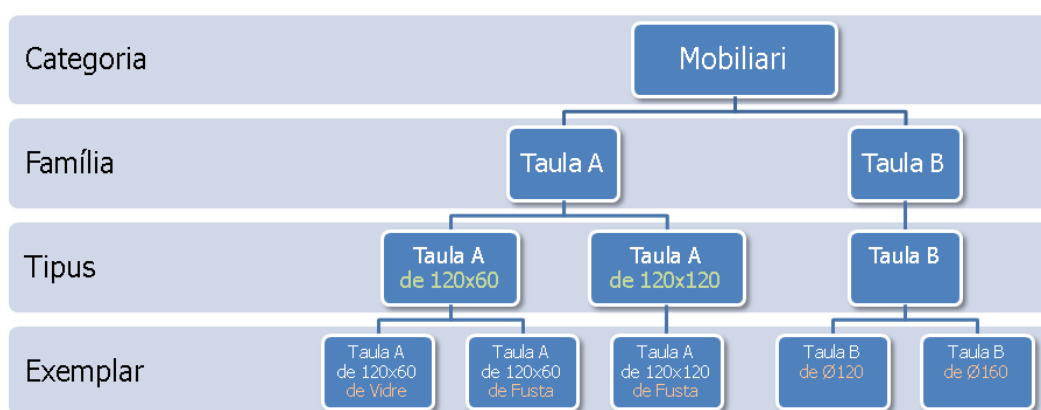 Categoria
Mobiliari
Família
Taula A
Taula B
Tipus
Taula A
de 120x60
Taula A
de 120x120
Taula B
Exemplar
Taula A
de 120x60
de Vidre
Taula A
de 120x60
de Fusta
Taula A
de 120x120
de Fusta
Taula B
de Ø120
Taula B
de Ø160